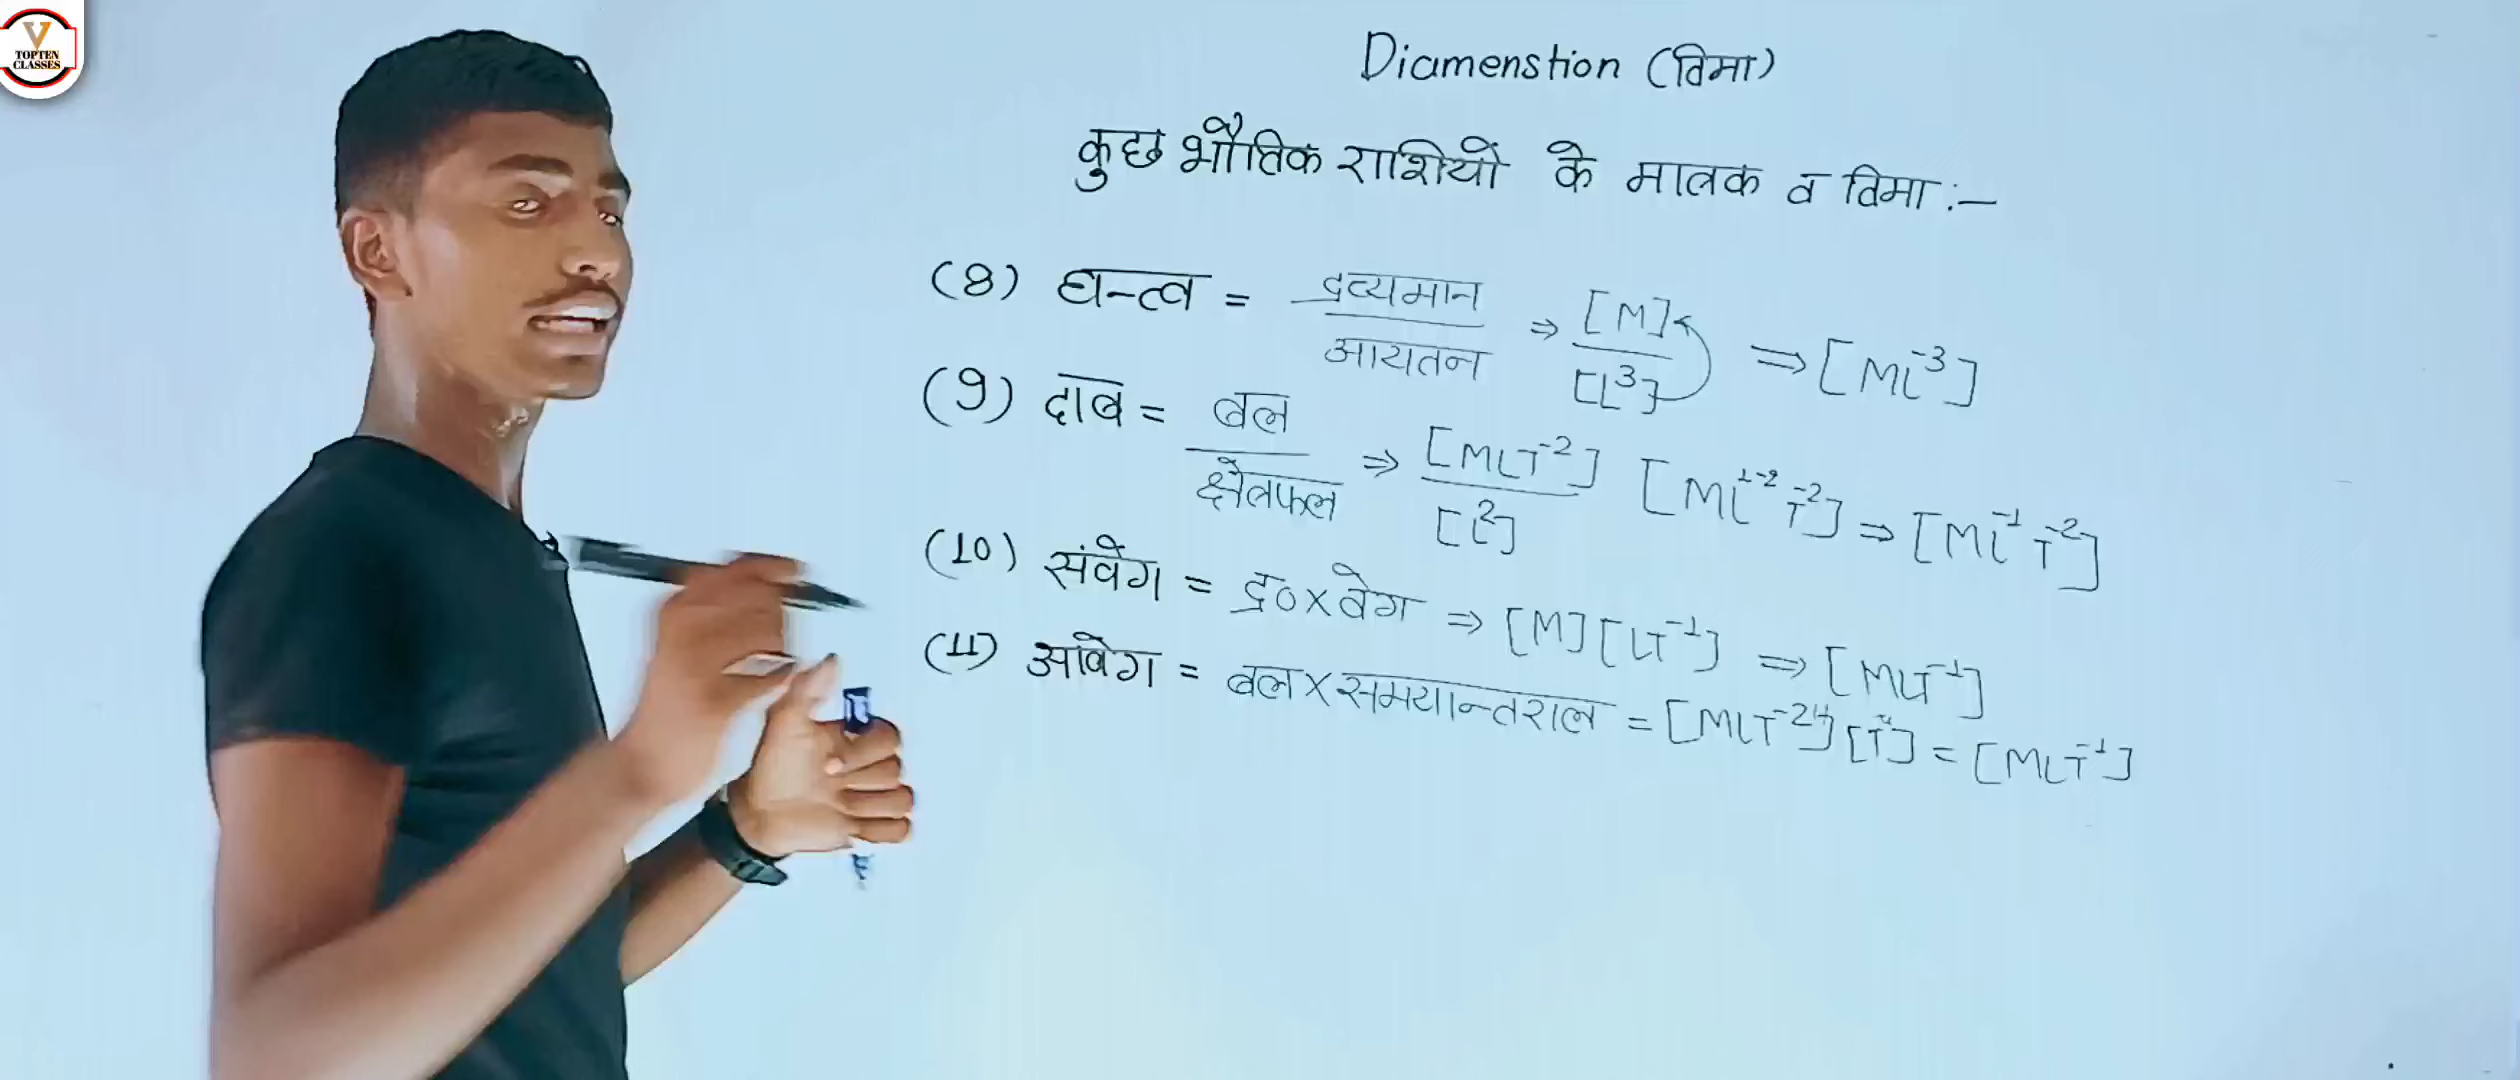 V
TOPTEN
CLASSES
Diamenstion (विमा)
कुछ भौतिक राशियों के मात्रक व विमा :-
(8) घनत्व = द्रव्यमान / आयतन ⇒ [M] / [L³] ⇒ [ML⁻³]
(9) दाब = बल / क्षेत्रफल ⇒ [MLT⁻²] / [L²] [ML¹⁻² T⁻²] ⇒ [ML⁻¹T⁻²]
(10) संवेग = द्र० × वेग ⇒ [M] [LT⁻¹] ⇒ [MLT⁻¹]
(11) आवेग = बल × समयान्तराल = [MLT⁻²⁺¹] [T¹] = [MLT⁻¹]